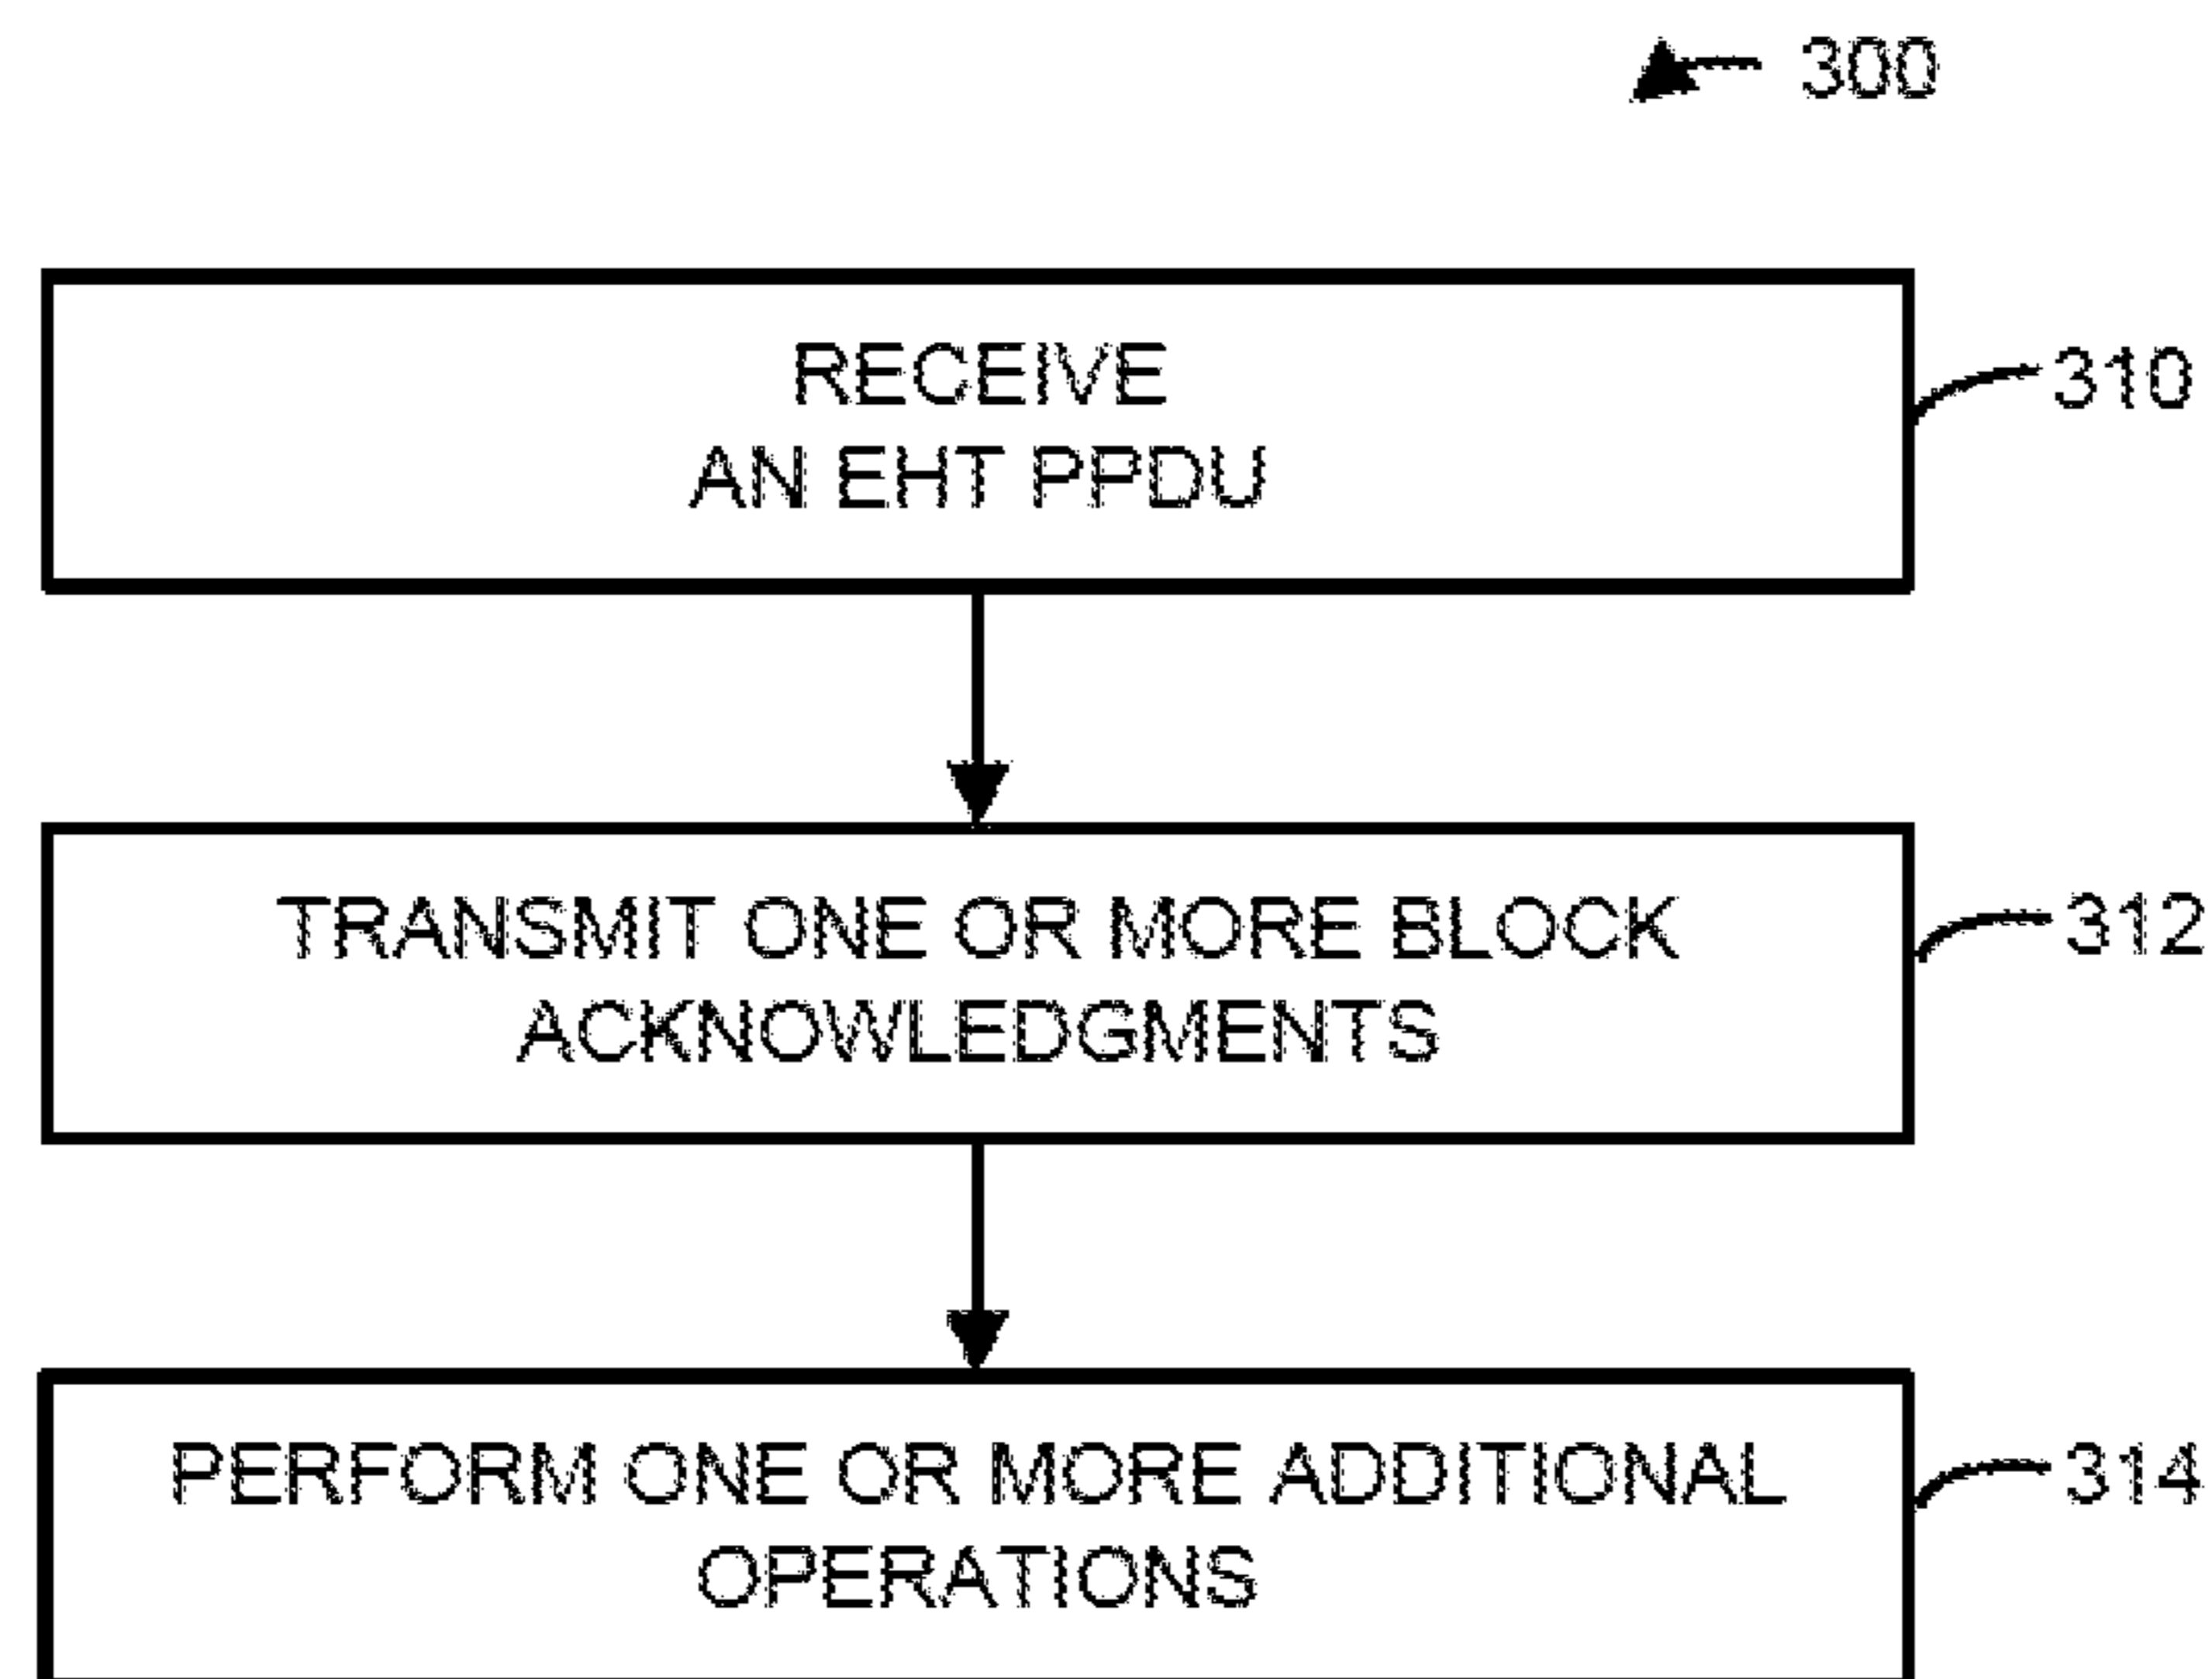 300
RECEIVE
AN EHT PPDU
310
TRANSMIT ONE OR MORE BLOCK
ACKNOWLEDGMENTS
312
PERFORM ONE OR MORE ADDITIONAL
OPERATIONS
314